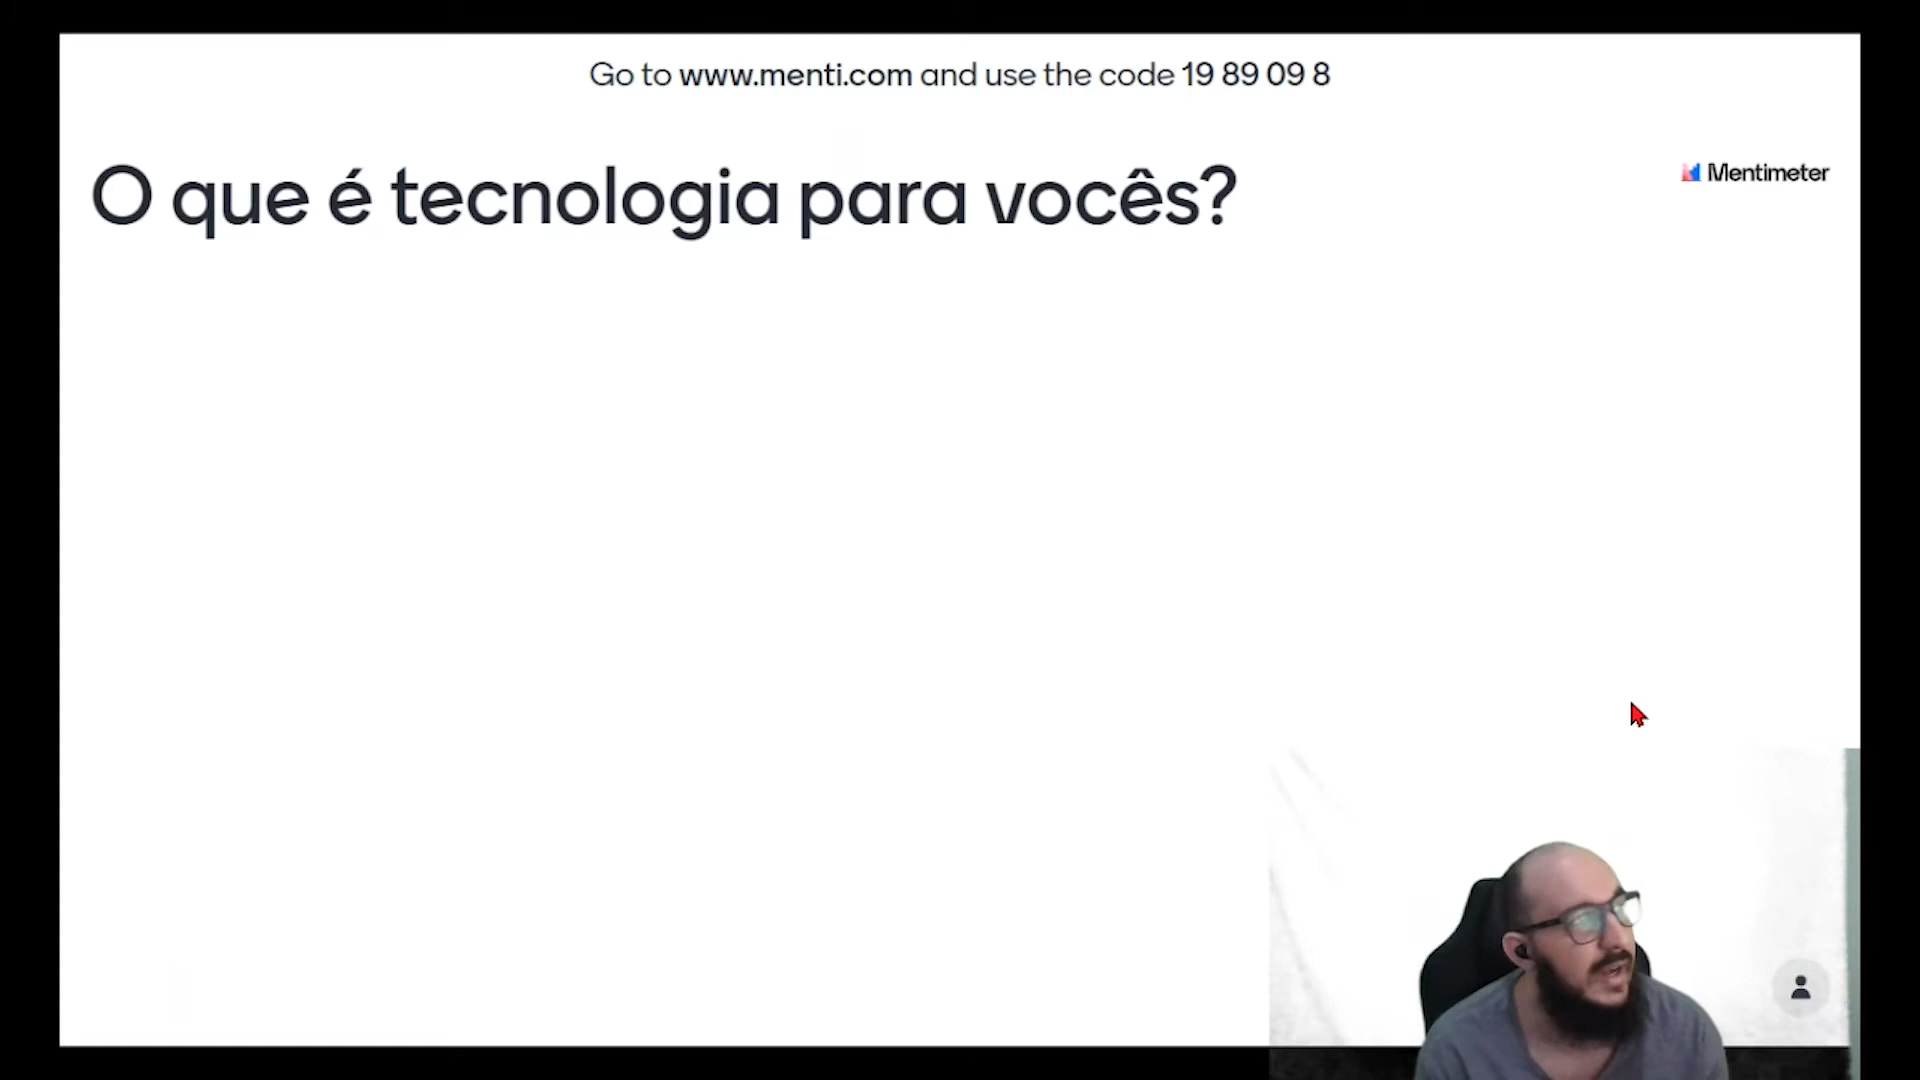 Go to www.menti.com and use the code 19 89 09 8
O que é tecnologia para vocês?
Mentimeter